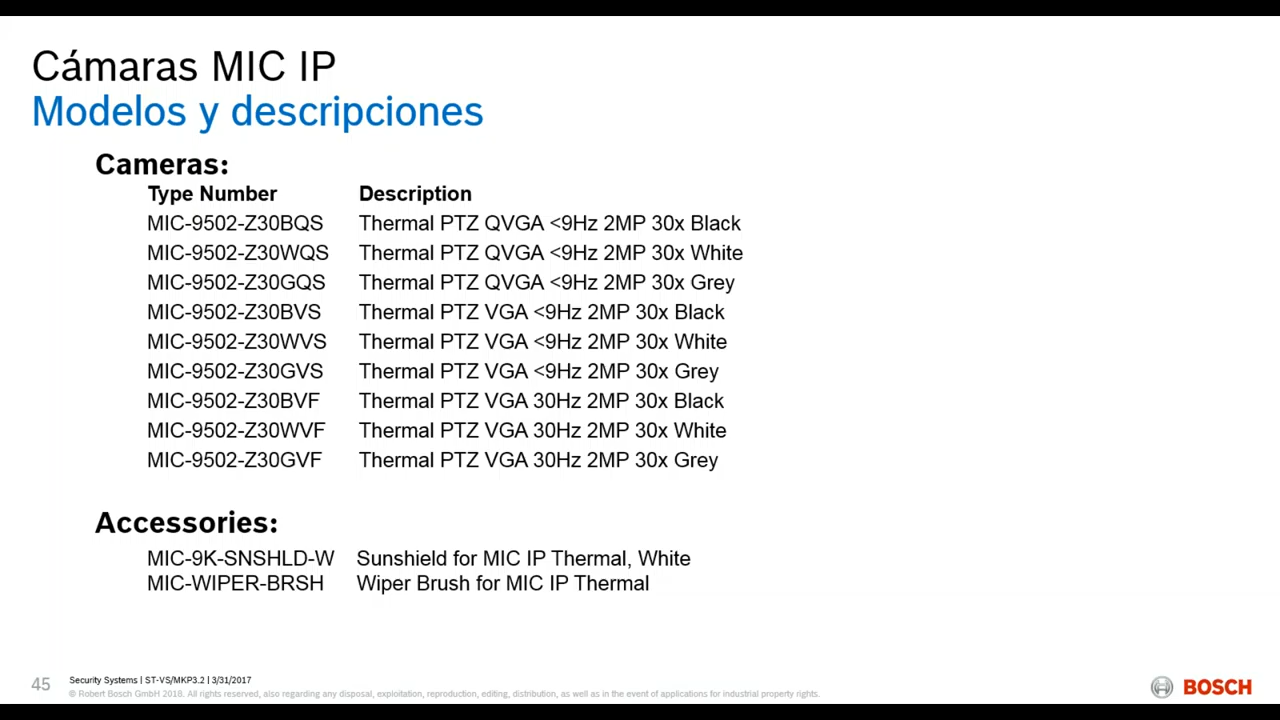 Cámaras MIC IP
Modelos y descripciones
Cameras:
Type Number Description
MIC-9502-Z30BQS Thermal PTZ QVGA <9Hz 2MP 30x Black
MIC-9502-Z30WQS Thermal PTZ QVGA <9Hz 2MP 30x White
MIC-9502-Z30GQS Thermal PTZ QVGA <9Hz 2MP 30x Grey
MIC-9502-Z30BVS Thermal PTZ VGA <9Hz 2MP 30x Black
MIC-9502-Z30WVS Thermal PTZ VGA <9Hz 2MP 30x White
MIC-9502-Z30GVS Thermal PTZ VGA <9Hz 2MP 30x Grey
MIC-9502-Z30BVF Thermal PTZ VGA 30Hz 2MP 30x Black
MIC-9502-Z30WVF Thermal PTZ VGA 30Hz 2MP 30x White
MIC-9502-Z30GVF Thermal PTZ VGA 30Hz 2MP 30x Grey
Accessories:
MIC-9K-SNSHLD-W Sunshield for MIC IP Thermal, White
MIC-WIPER-BRSH Wiper Brush for MIC IP Thermal
45 Security Systems | ST-VS/MKP3.2 | 3/31/2017
© Robert Bosch GmbH 2018. All rights reserved, also regarding any disposal, exploitation, reproduction, editing, distribution, as well as in the event of applications for industrial property rights.
BOSCH